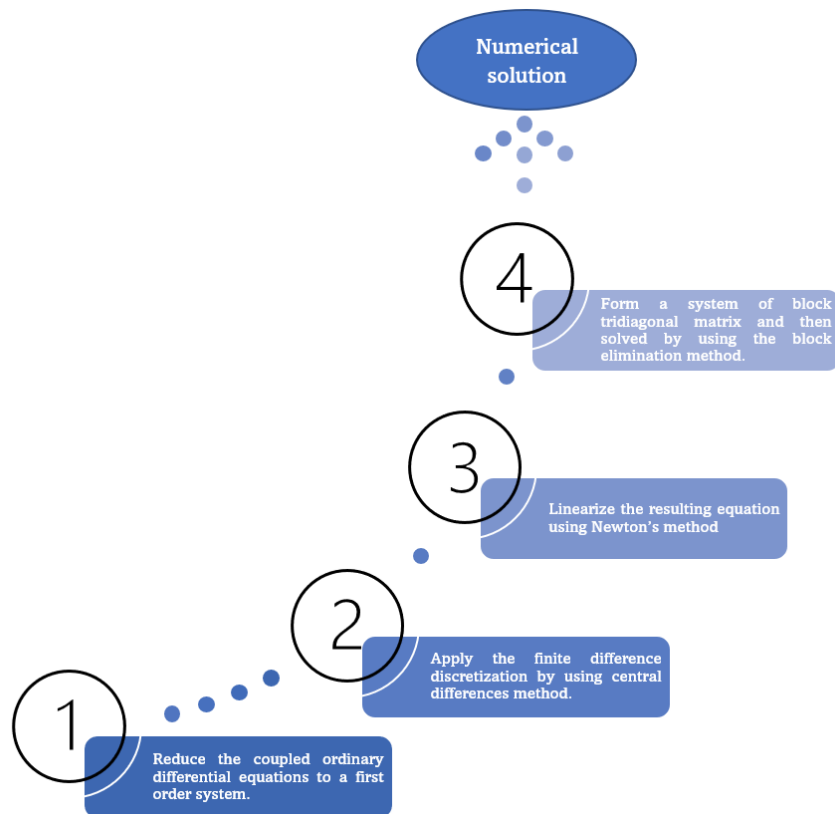 Numerical
solution
4
Form a system of block
tridiagonal matrix and then
solved by using the block
elimination method.
3
Linearize the resulting equation
using Newton’s method
2
Apply the finite difference
discretization by using central
differences method.
1
Reduce the coupled ordinary
differential equations to a first
order system.